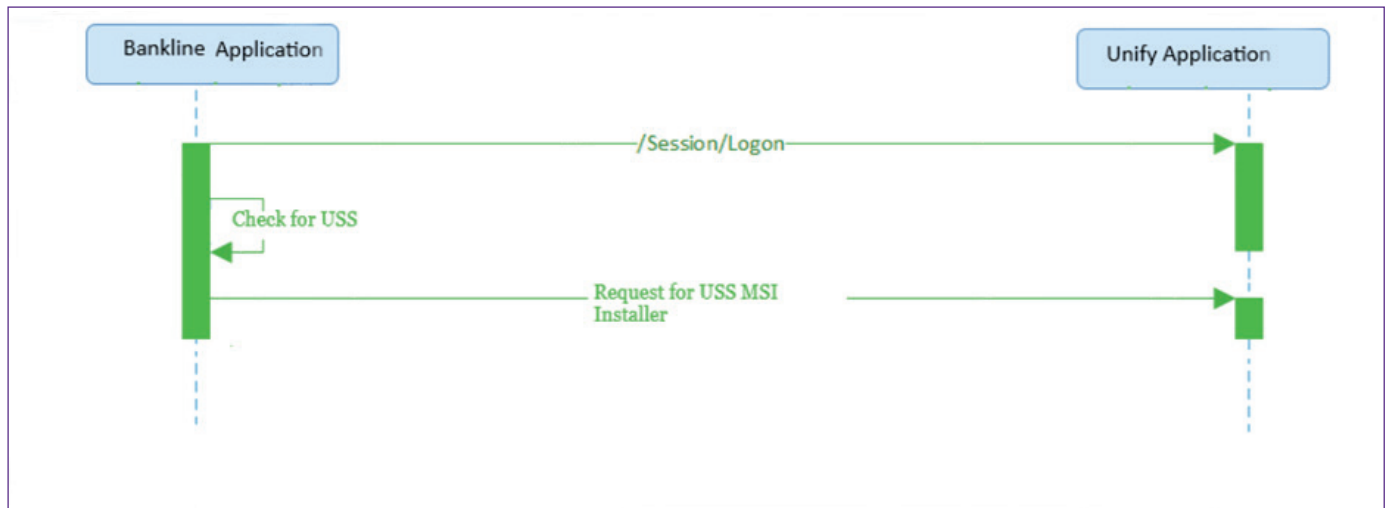 Bankline Application
Unify Application
/Session/Logon
Check for USS
Request for USS MSI
Installer